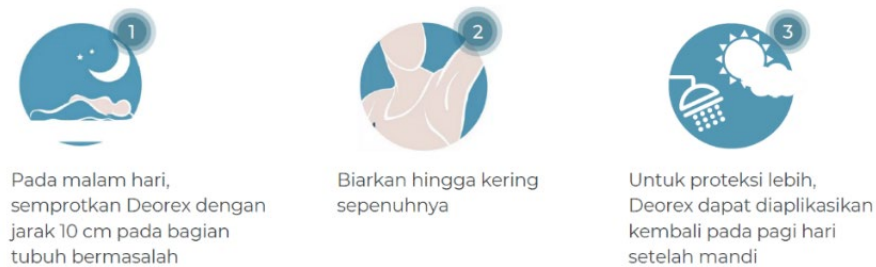 1
Pada malam hari,
semprotkan Deorex dengan
jarak 10 cm pada bagian
tubuh bermasalah
2
Biarkan hingga kering
sepenuhnya
3
Untuk proteksi lebih,
Deorex dapat diaplikasikan
kembali pada pagi hari
setelah mandi